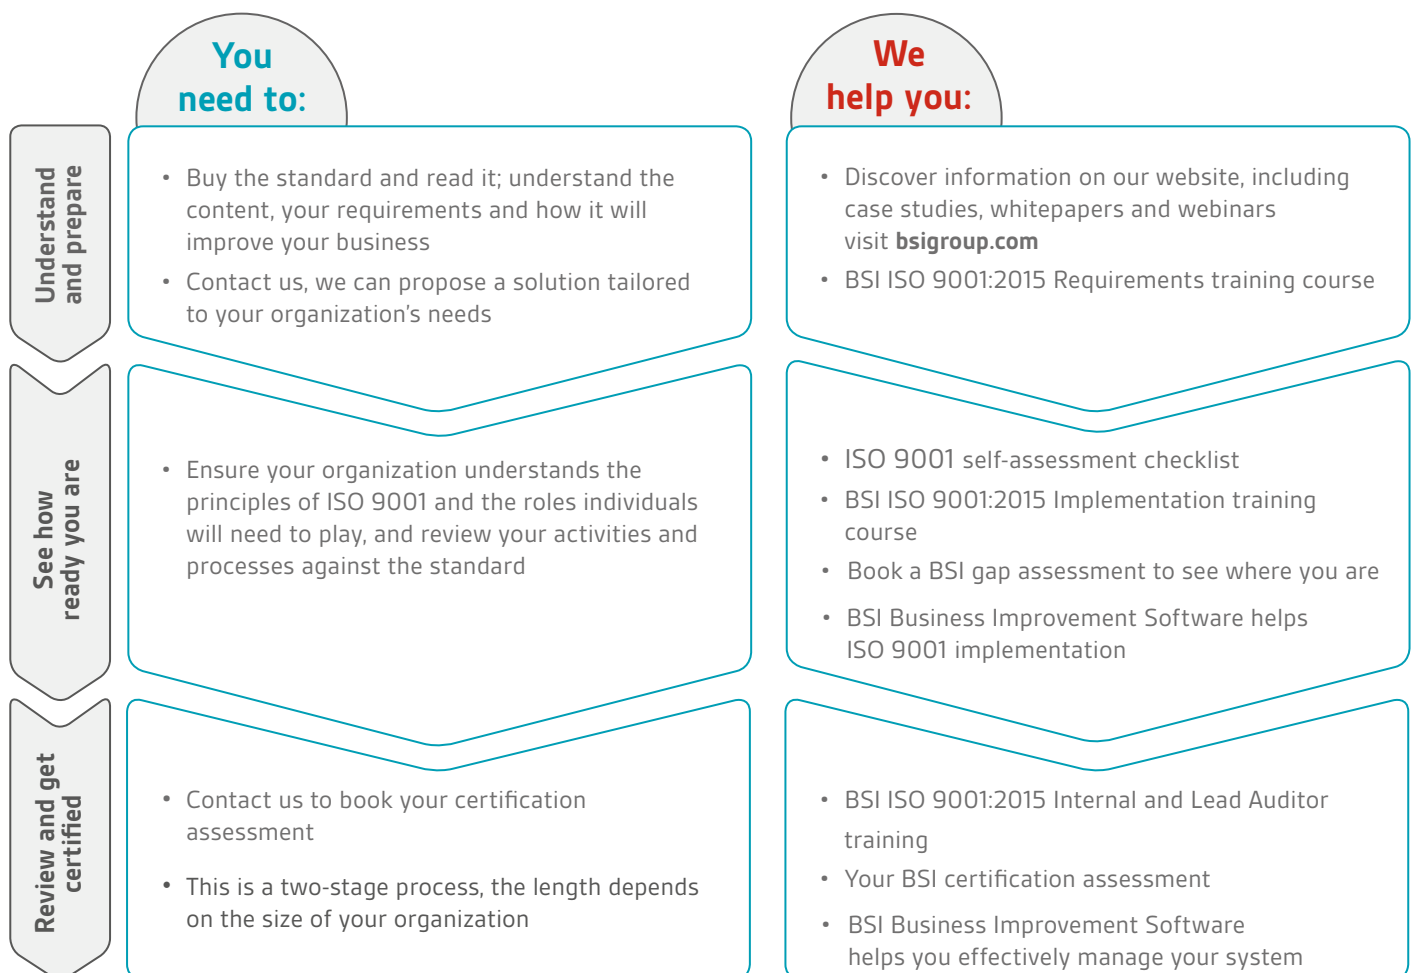 You
need to:
We
help you:
Understand
and prepare
• Buy the standard and read it; understand the
content, your requirements and how it will
improve your business
• Contact us, we can propose a solution tailored
to your organization’s needs
• Discover information on our website, including
case studies, whitepapers and webinars
visit bsigroup.com
• BSI ISO 9001:2015 Requirements training course
See how
ready you are
• Ensure your organization understands the
principles of ISO 9001 and the roles individuals
will need to play, and review your activities and
processes against the standard
• ISO 9001 self-assessment checklist
• BSI ISO 9001:2015 Implementation training
course
• Book a BSI gap assessment to see where you are
• BSI Business Improvement Software helps
ISO 9001 implementation
Review and get
certified
• Contact us to book your certification
assessment
• This is a two-stage process, the length depends
on the size of your organization
• BSI ISO 9001:2015 Internal and Lead Auditor
training
• Your BSI certification assessment
• BSI Business Improvement Software
helps you effectively manage your system